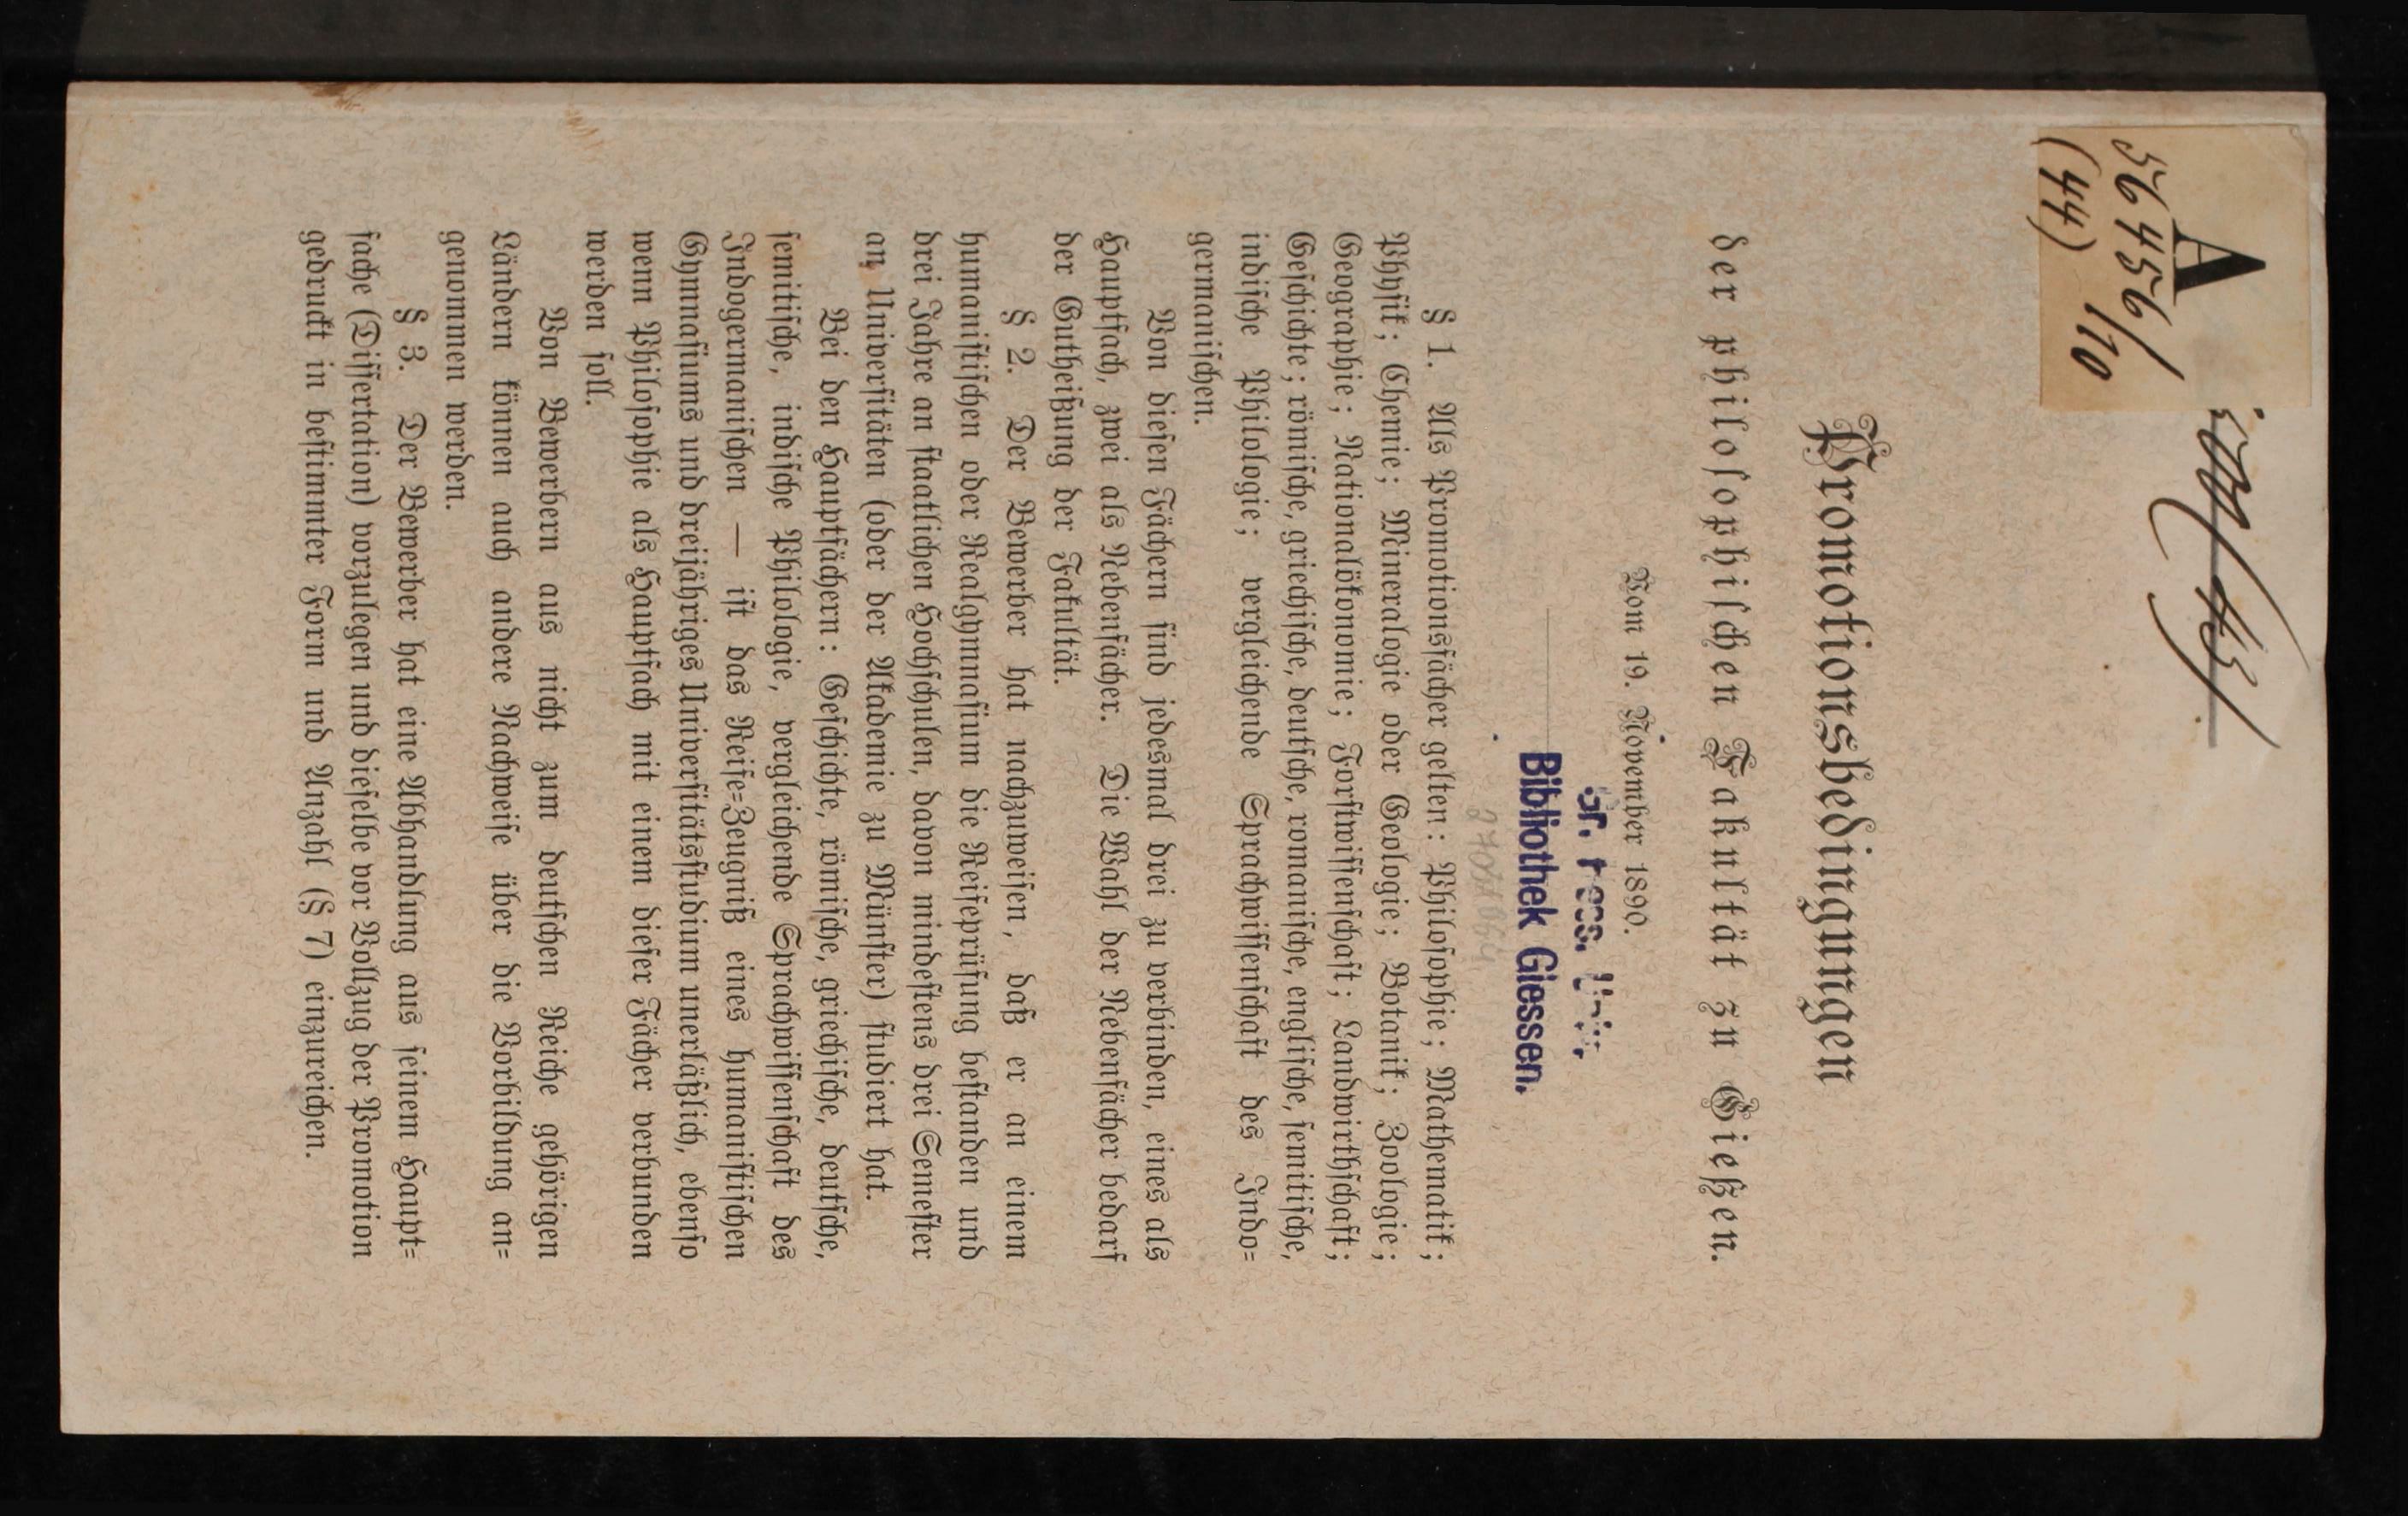 A
56456/
(44) 1/10
Promotionsbedingungen
der philosophischen Fakultät zu Gießen.
Vom 19. November 1890.
Gr. Hess. Univ.
Bibliothek Giessen.
§ 1. Als Promotionsfächer gelten: Philosophie; Mathematik;
Physik; Chemie; Mineralogie oder Geologie; Botanik; Zoologie;
Geographie; Nationalökonomie; Forstwissenschaft; Landwirthschaft;
Geschichte; römische, griechische, deutsche, romanische, englische, semitische,
indische Philologie; vergleichende Sprachwissenschaft des Indo=
germanischen.
Von diesen Fächern sind jedesmal drei zu verbinden, eines als
Hauptfach, zwei als Nebenfächer. Die Wahl der Nebenfächer bedarf
der Gutheißung der Fakultät.
§ 2. Der Bewerber hat nachzuweisen, daß er an einem
humanistischen oder Realgymnasium die Reifeprüfung bestanden und
drei Jahre an staatlichen Hochschulen, davon mindestens drei Semester
an Universitäten (oder der Akademie zu Münster) studiert hat.
Bei den Hauptfächern: Geschichte, römische, griechische, deutsche,
semitische, indische Philologie, vergleichende Sprachwissenschaft des
Indogermanischen — ist das Reife=Zeugniß eines humanistischen
Gymnasiums und dreijähriges Universitätsstudium unerläßlich, ebenso
wenn Philosophie als Hauptfach mit einem dieser Fächer verbunden
werden soll.
Von Bewerbern aus nicht zum deutschen Reiche gehörigen
Ländern können auch andere Nachweise über die Vorbildung an=
genommen werden.
§ 3. Der Bewerber hat eine Abhandlung aus seinem Haupt=
fache (Dissertation) vorzulegen und dieselbe vor Vollzug der Promotion
gedruckt in bestimmter Form und Anzahl (§ 7) einzureichen.